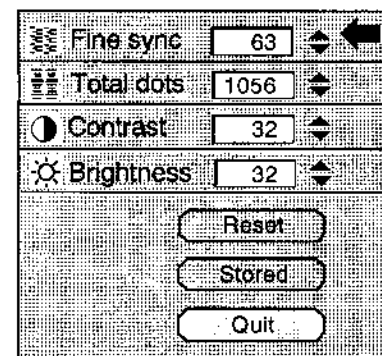 Fine sync 63
Total dots 1056
Contrast 32
Brightness 32
Reset
Stored
Quit